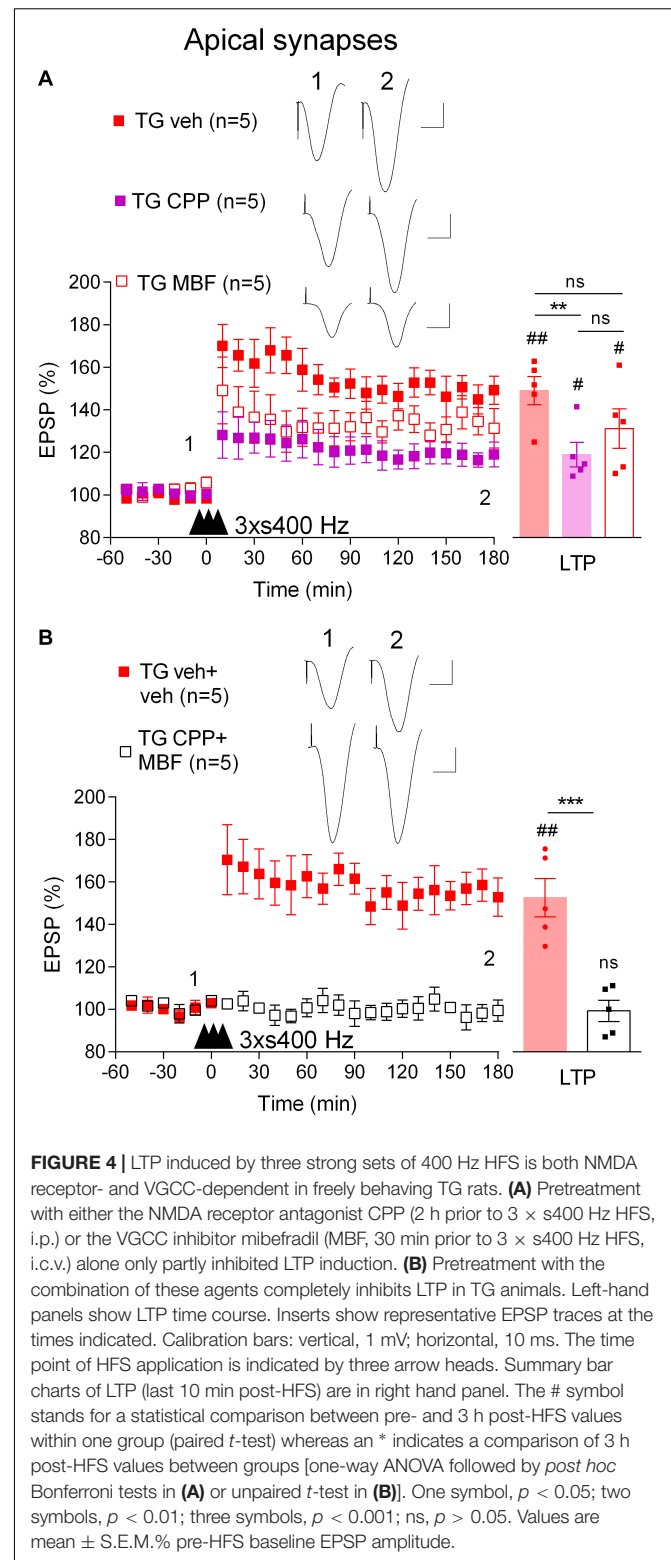 Apical synapses
A
1 2
TG veh (n=5)
TG CPP (n=5)
TG MBF (n=5)
200
180
160
140
120
100
80
EPSP (%)
1
2
3xs400 Hz
-60 -30 0 30 60 90 120 150 180
Time (min)
ns
** ns
## # #
LTP
B
1 2
TG veh+
veh (n=5)
TG CPP+
MBF (n=5)
200
180
160
140
120
100
80
EPSP (%)
1
2
3xs400 Hz
-60 -30 0 30 60 90 120 150 180
Time (min)
***
##
ns
LTP
FIGURE 4 | LTP induced by three strong sets of 400 Hz HFS is both NMDA
receptor- and VGCC-dependent in freely behaving TG rats. (A) Pretreatment
with either the NMDA receptor antagonist CPP (2 h prior to 3 × s400 Hz HFS,
i.p.) or the VGCC inhibitor mibefradil (MBF, 30 min prior to 3 × s400 Hz HFS,
i.c.v.) alone only partly inhibited LTP induction. (B) Pretreatment with the
combination of these agents completely inhibits LTP in TG animals. Left-hand
panels show LTP time course. Inserts show representative EPSP traces at the
times indicated. Calibration bars: vertical, 1 mV; horizontal, 10 ms. The time
point of HFS application is indicated by three arrow heads. Summary bar
charts of LTP (last 10 min post-HFS) are in right hand panel. The # symbol
stands for a statistical comparison between pre- and 3 h post-HFS values
within one group (paired t-test) whereas an * indicates a comparison of 3 h
post-HFS values between groups [one-way ANOVA followed by post hoc
Bonferroni tests in (A) or unpaired t-test in (B)]. One symbol, p < 0.05; two
symbols, p < 0.01; three symbols, p < 0.001; ns, p > 0.05. Values are
mean ± S.E.M.% pre-HFS baseline EPSP amplitude.